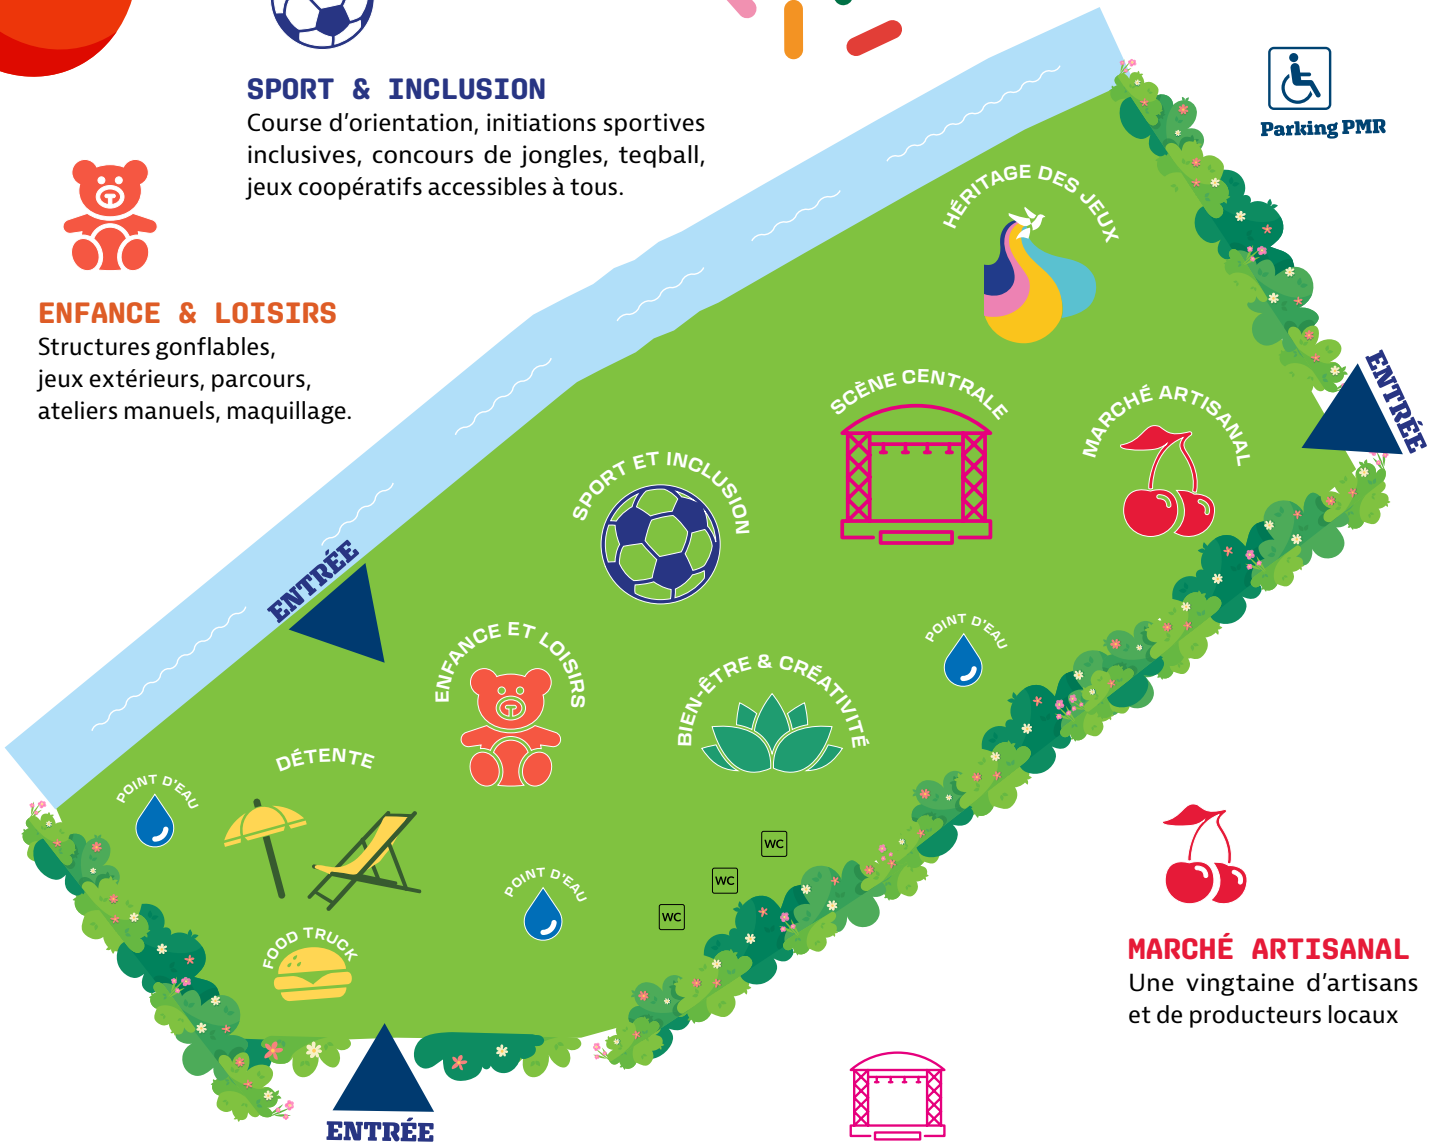 SPORT & INCLUSION
Course d’orientation, initiations sportives
inclusives, concours de jongles, teqball,
jeux coopératifs accessibles à tous.
Parking PMR
ENFANCE & LOISIRS
Structures gonflables,
jeux extérieurs, parcours,
ateliers manuels, maquillage.
HÉRITAGE DES JEUX
SCÈNE CENTRALE
MARCHÉ ARTISANAL
ENTRÉE
SPORT ET INCLUSION
ENTRÉE
ENFANCE ET LOISIRS
BIEN-ÊTRE & CRÉATIVITÉ
POINT D’EAU
DÉTENTE
POINT D’EAU
POINT D’EAU
WC
WC
WC
FOOD TRUCK
MARCHÉ ARTISANAL
Une vingtaine d’artisans
et de producteurs locaux
ENTRÉE